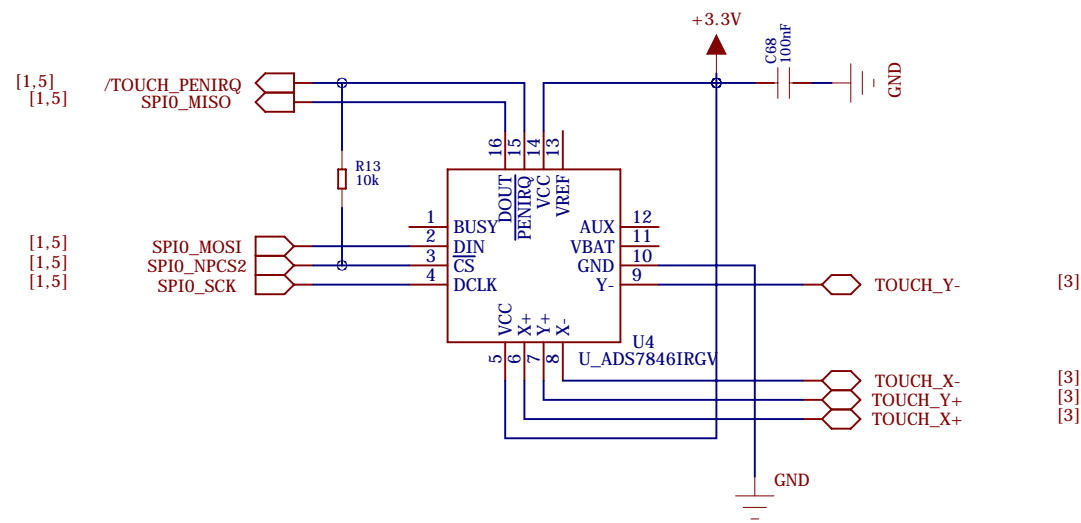 +3.3V
C68
100nF
GND
[1,5] /TOUCH_PENIRQ
[1,5] SPI0_MISO
16 15 14 13
R13
10k
DOUT PENIRQ VCC VREF
1 BUSY AUX 12
2 DIN VBAT 11
3 CS GND 10
4 DCLK Y- 9
[1,5] SPI0_MOSI
[1,5] SPI0_NPCS2
[1,5] SPI0_SCK
TOUCH_Y- [3]
VCC X+ Y+ X-
5 6 7 8
U4
U_ADS7846IRGV
TOUCH_X- [3]
TOUCH_Y+ [3]
TOUCH_X+ [3]
GND